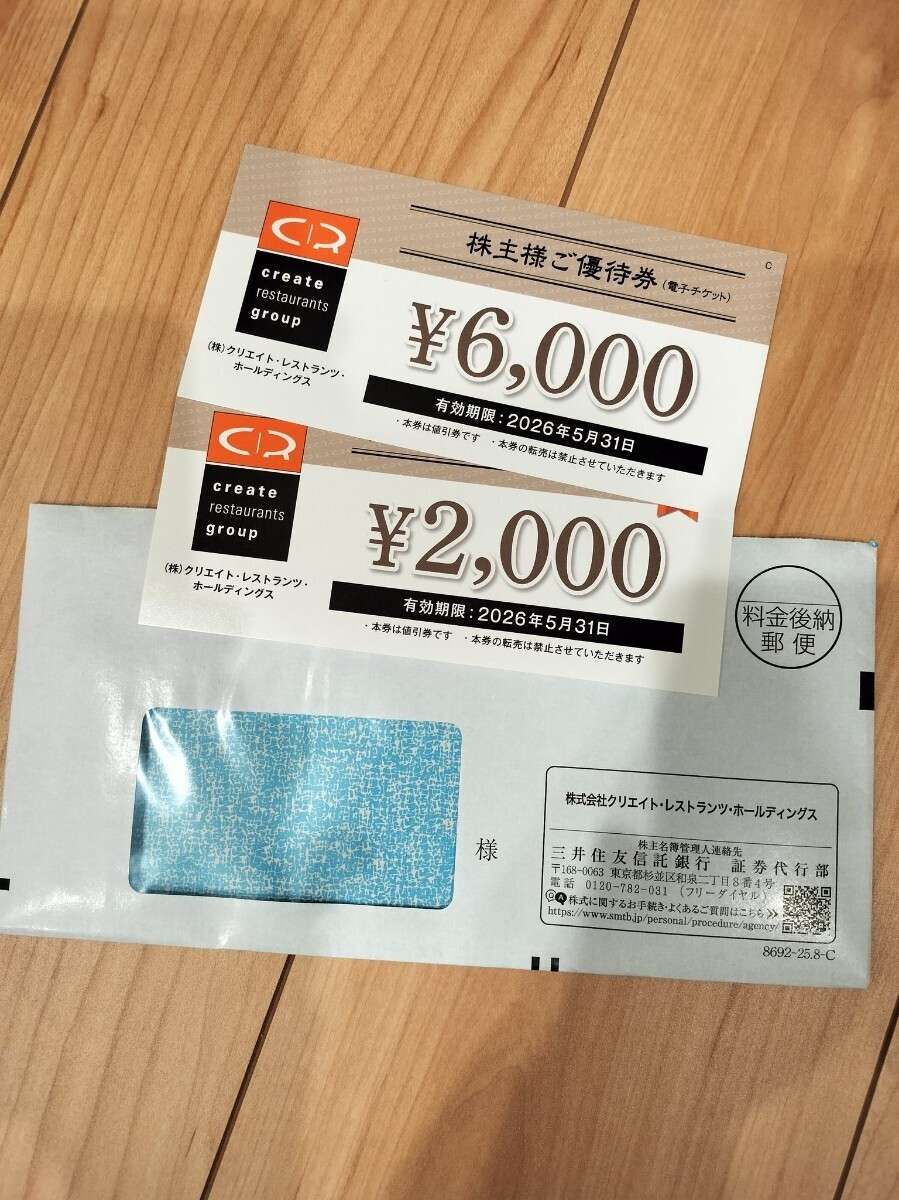 CR
create
restaurants
group
(株)クリエイト・レストランツ・
ホールディングス
C
株主様ご優待券(電子チケット)
¥6,000
有効期限:2026年5月31日
・本券は値引券です ・本券の転売は禁止させていただきます
CR
create
restaurants
group
(株)クリエイト・レストランツ・
ホールディングス
¥2,000
有効期限:2026年5月31日
・本券は値引券です ・本券の転売は禁止させていただきます
料金後納
郵便
様
株式会社クリエイト・レストランツ・ホールディングス
株主名簿管理人連絡先
三井住友信託銀行 証券代行部
〒168-0063 東京都杉並区和泉二丁目8番4号
電話 0120-782-031 (フリーダイヤル)
QA 株式に関するお手続き・よくあるご質問はこちら
https://www.smtb.jp/personal/procedure/agency/
8692-25.8-C